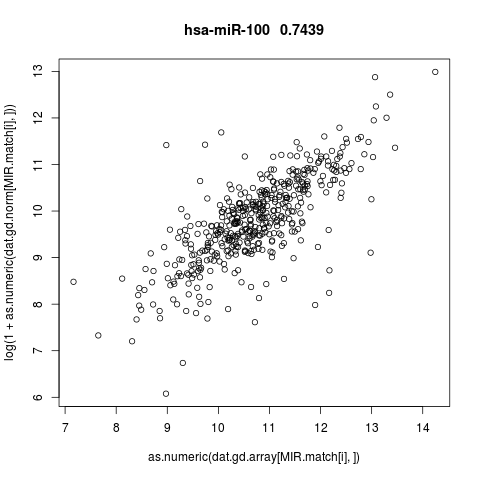 hsa-miR-100 0.7439
log(1 + as.numeric(dat.gd.norm[MIR.match[i], ]))
13
12
11
10
9
8
7
6
7 8 9 10 11 12 13 14
as.numeric(dat.gd.array[MIR.match[i], ])